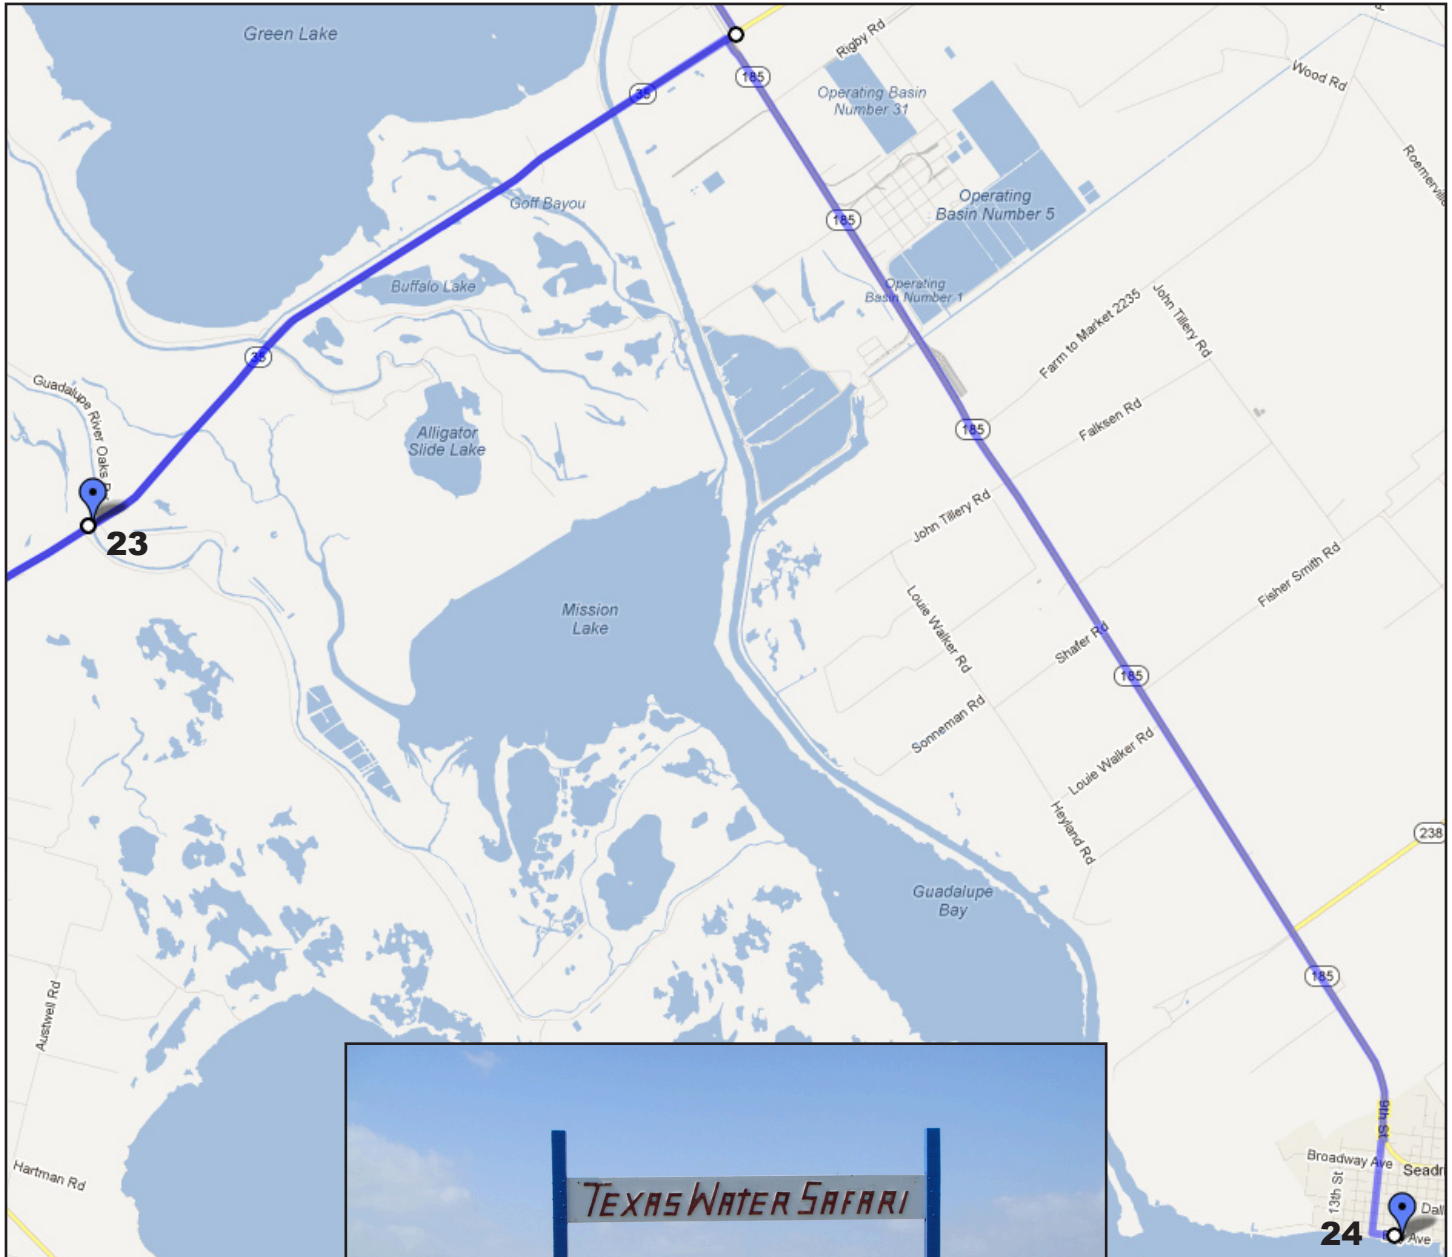 Green Lake
Rigby Rd
Wood Rd
35
185
Operating Basin
Number 31
Goff Bayou
Operating
Basin Number 5
185
Buffalo Lake
Operating
Basin Number 1
Farm to Market 2235
John Tillery Rd
35
Guadalupe River Oaks
Alligator
Slide Lake
185
Falksen Rd
23
John Tillery Rd
Mission
Lake
Fisher Smith Rd
Louie Walker Rd
Shafer Rd
185
Sonneman Rd
Louie Walker Rd
Heyland Rd
238
Guadalupe
Bay
185
Austwell Rd
9th St
Broadway Ave
Hartman Rd
13th St
TEXAS WATER SAFARI
24
Ave